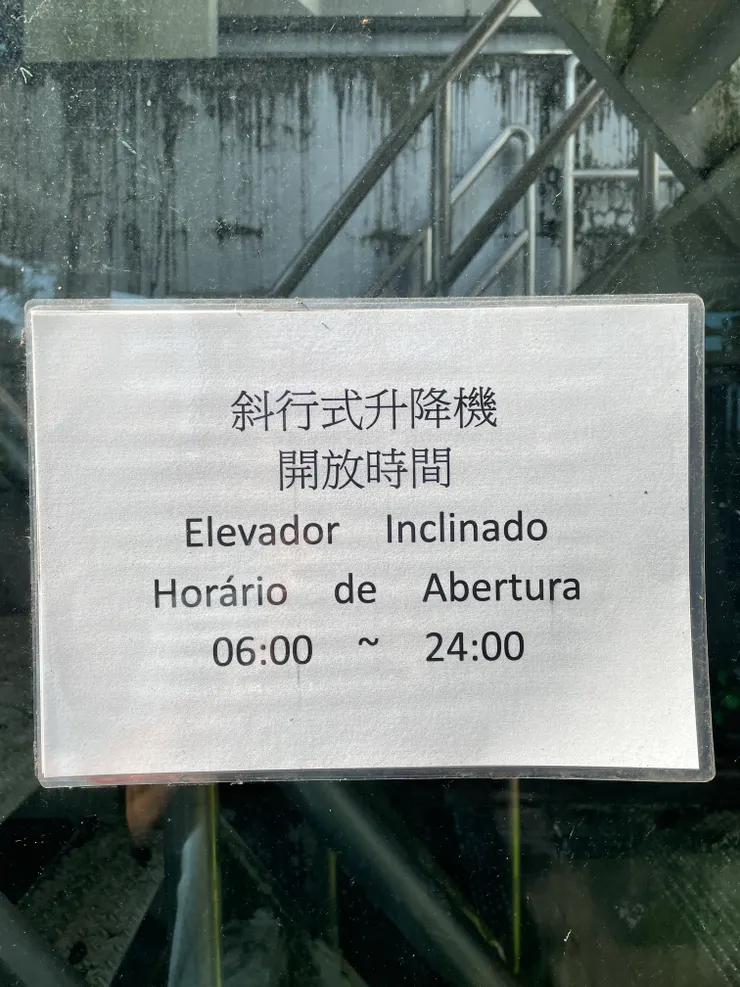 斜行式升降機
開放時間
Elevador Inclinado
Horário de Abertura
06:00 ~ 24:00